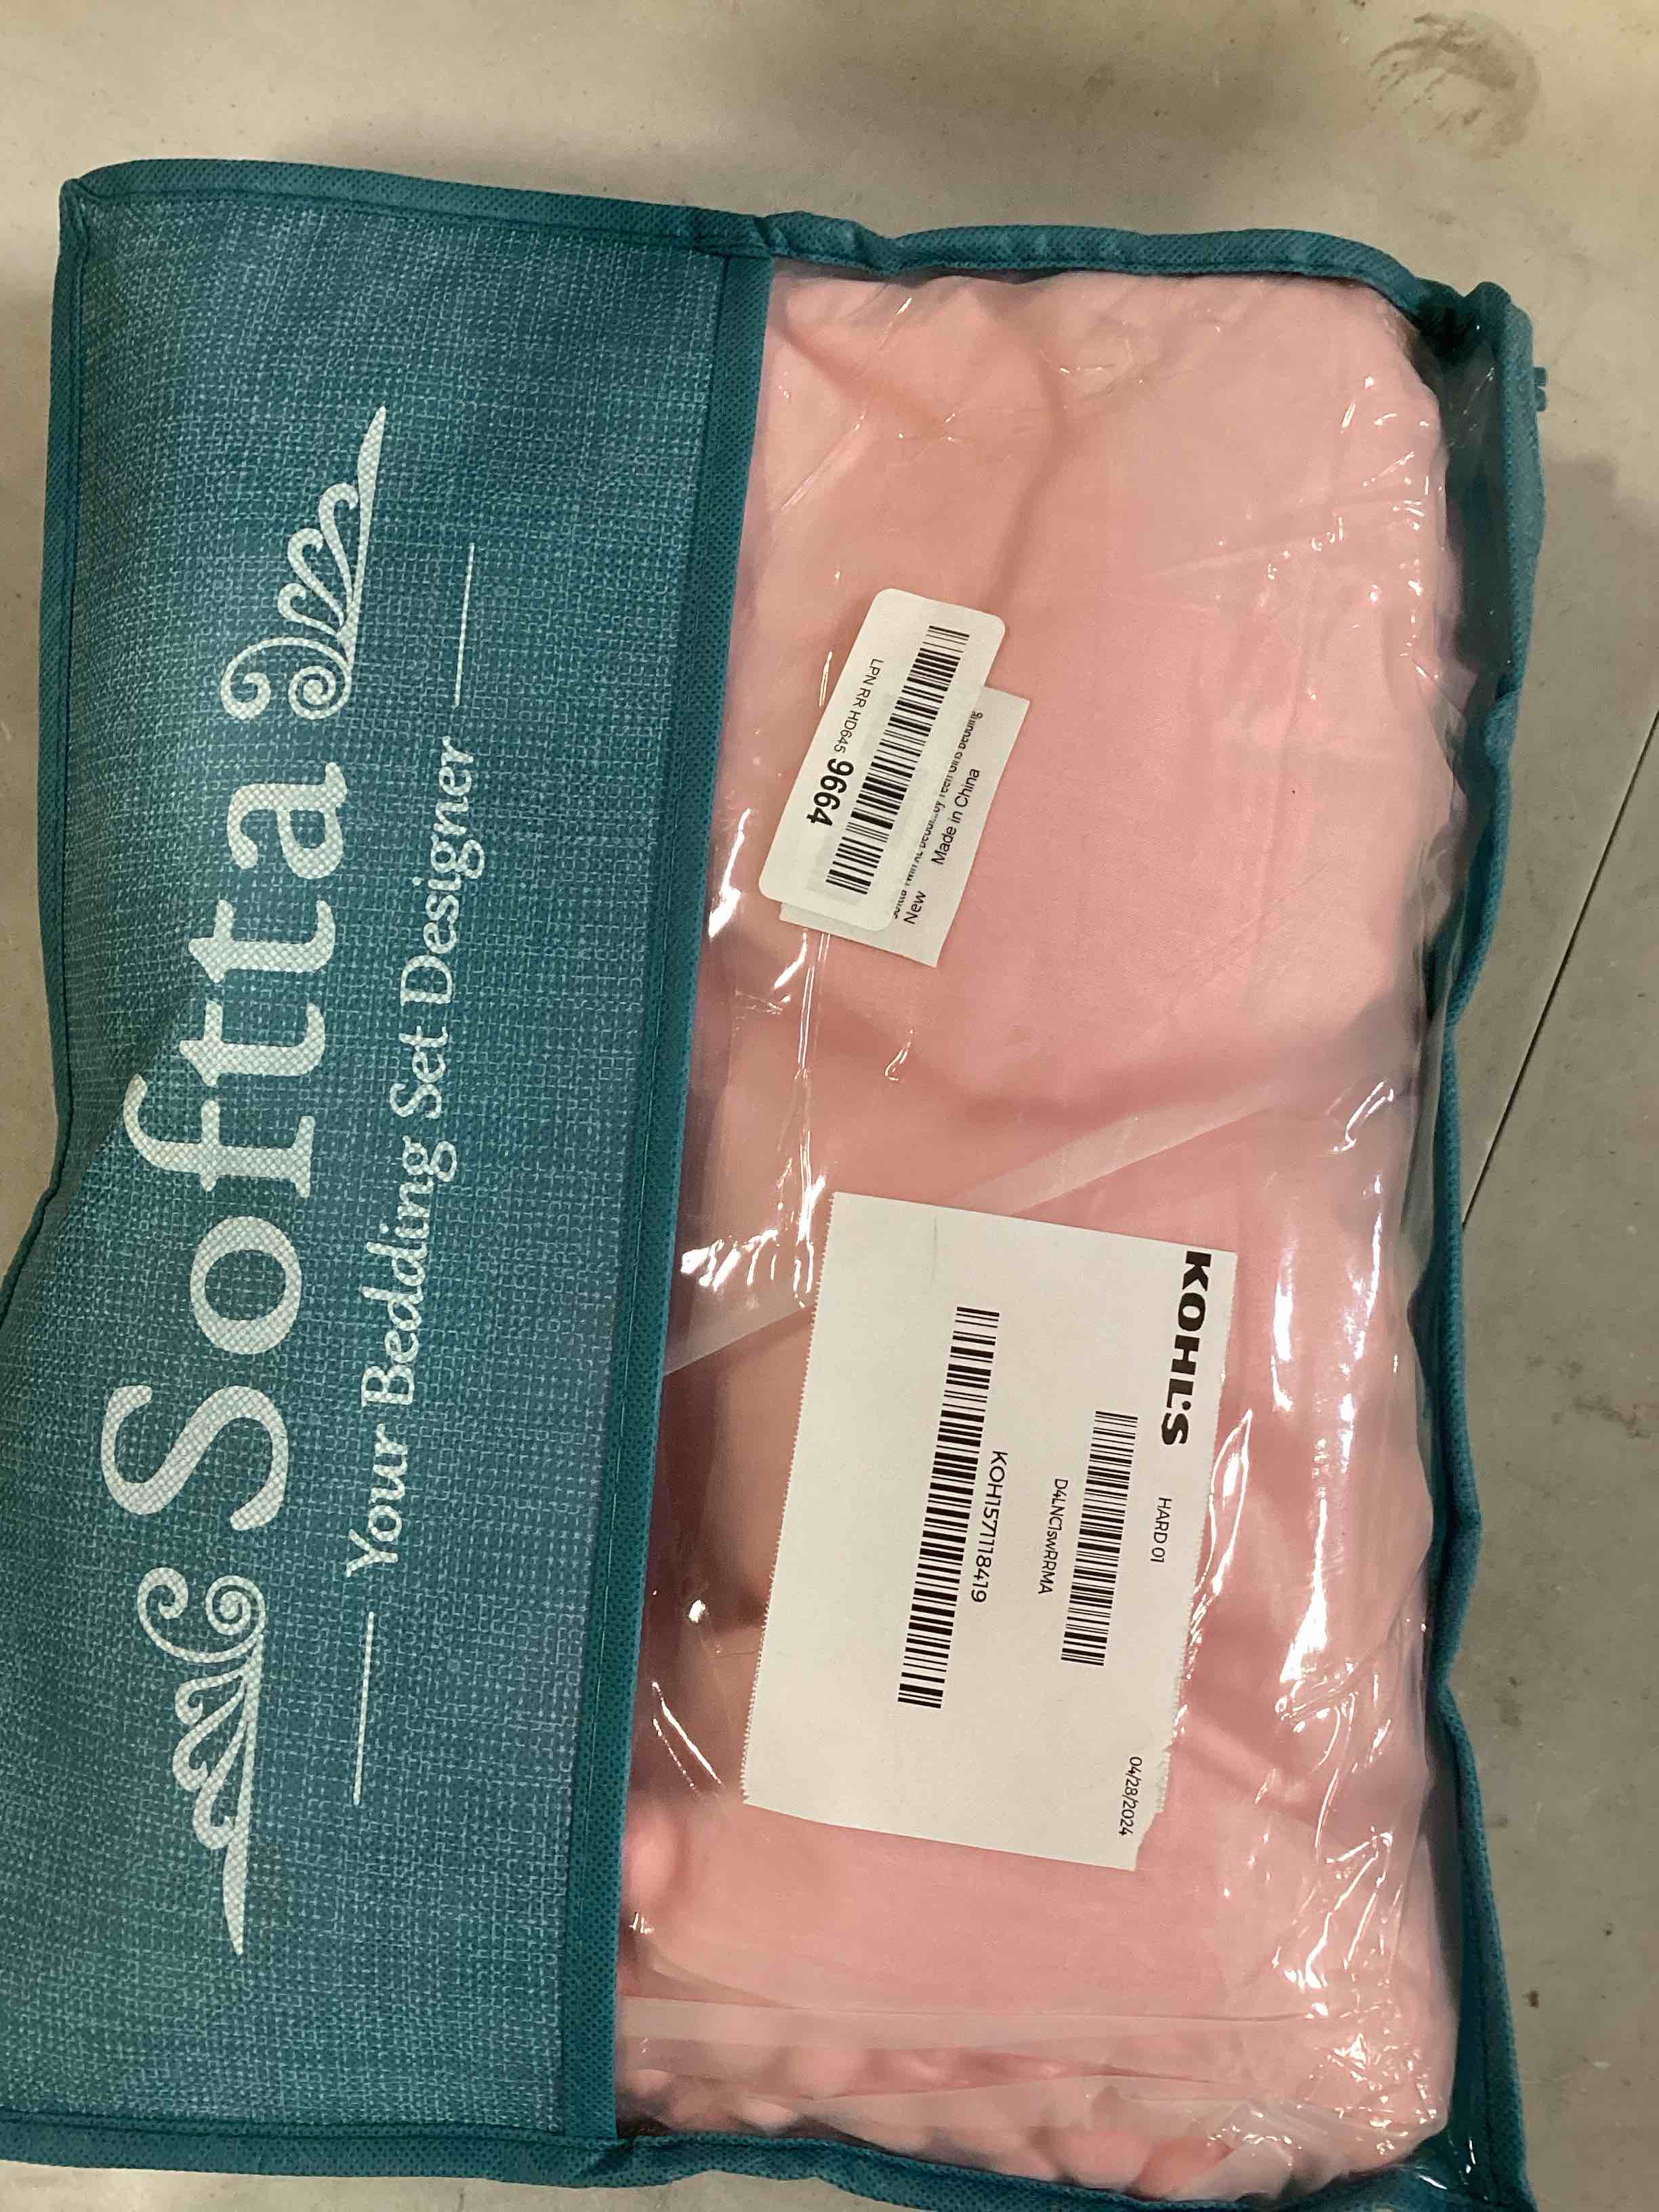 Softta
Your Bedding Set Designer
LPN RR HD645 9664
New
Made in China
KOHL'S
HARD 01
04/28/2024
D4LNC1swRRMA
KOH157118419